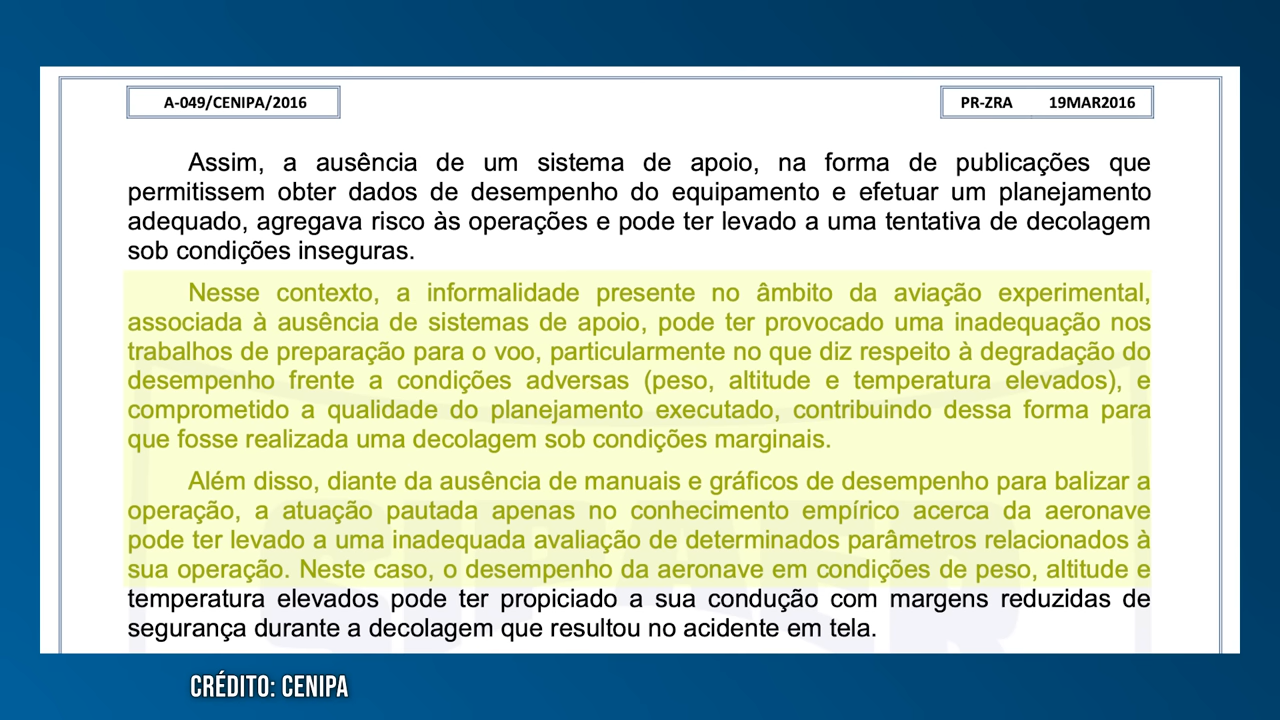 A-049/CENIPA/2016
PR-ZRA 19MAR2016
Assim, a ausência de um sistema de apoio, na forma de publicações que
permitissem obter dados de desempenho do equipamento e efetuar um planejamento
adequado, agregava risco às operações e pode ter levado a uma tentativa de decolagem
sob condições inseguras.
Nesse contexto, a informalidade presente no âmbito da aviação experimental,
associada à ausência de sistemas de apoio, pode ter provocado uma inadequação nos
trabalhos de preparação para o voo, particularmente no que diz respeito à degradação do
desempenho frente a condições adversas (peso, altitude e temperatura elevados), e
comprometido a qualidade do planejamento executado, contribuindo dessa forma para
que fosse realizada uma decolagem sob condições marginais.
Além disso, diante da ausência de manuais e gráficos de desempenho para balizar a
operação, a atuação pautada apenas no conhecimento empírico acerca da aeronave
pode ter levado a uma inadequada avaliação de determinados parâmetros relacionados à
sua operação. Neste caso, o desempenho da aeronave em condições de peso, altitude e
temperatura elevados pode ter propiciado a sua condução com margens reduzidas de
segurança durante a decolagem que resultou no acidente em tela.
CRÉDITO: CENIPA